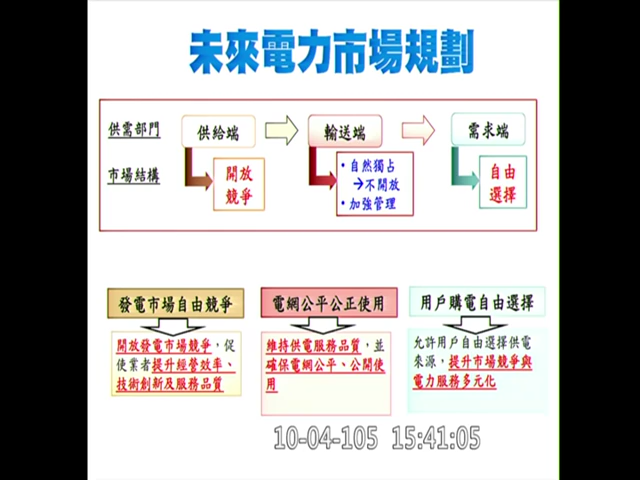 未來電力市場規劃
供需部門 供給端 輸送端 需求端
市場結構 開放競爭
•自然獨占
→不開放
•加強管理
自由
選擇
發電市場自由競爭
開放發電市場競爭，促
使業者提升經營效率、
技術創新及服務品質
電網公平公正使用
維持供電服務品質，並
確保電網公平、公開使
用
用戶購電自由選擇
允許用戶自由選擇供電
來源，提升市場競爭與
電力服務多元化
10-04-105 15:41:05